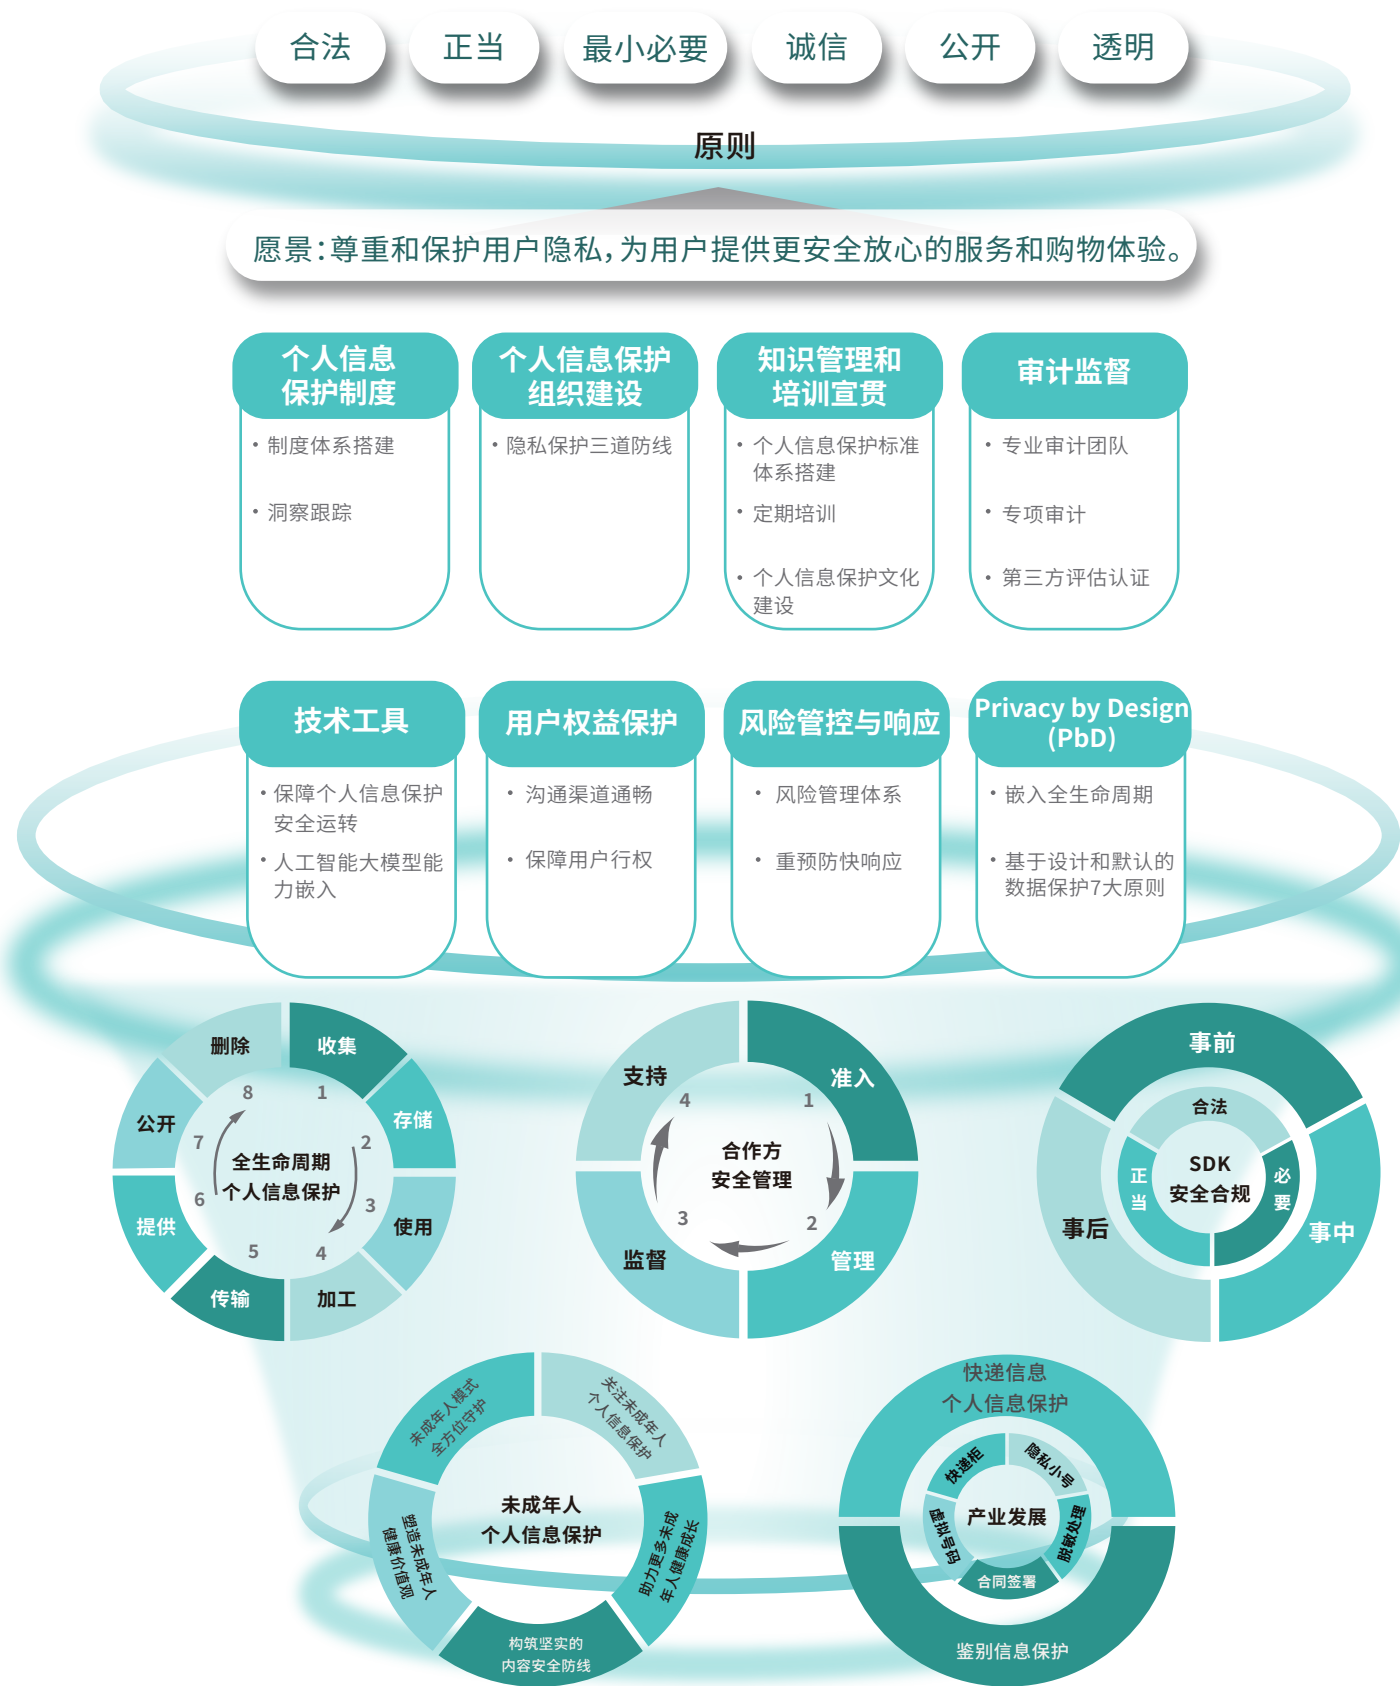 合法
正当
最小必要
诚信
公开
透明
原则
愿景：尊重和保护用户隐私，为用户提供更安全放心的服务和购物体验。
个人信息
保护制度
• 制度体系搭建
• 洞察跟踪
个人信息保护
组织建设
• 隐私保护三道防线
知识管理和
培训宣贯
• 个人信息保护标准
体系搭建
• 定期培训
• 个人信息保护文化
建设
审计监督
• 专业审计团队
• 专项审计
• 第三方评估认证
技术工具
• 保障个人信息保护
安全运转
• 人工智能大模型能
力嵌入
用户权益保护
• 沟通渠道通畅
• 保障用户行权
风险管控与响应
• 风险管理体系
• 重预防快响应
Privacy by Design
(PbD)
• 嵌入全生命周期
• 基于设计和默认的
数据保护7大原则
全生命周期
个人信息保护
收集
1
存储
2
使用
3
加工
4
传输
5
提供
6
公开
7
删除
8
合作方
安全管理
准入
1
管理
2
监督
3
支持
4
SDK
安全合规
合法
必
要
正
当
事前
事中
事后
未成年人
个人信息保护
关注未成年人
个人信息保护
助力更多未成
年人健康成长
构筑坚实的
内容安全防线
塑造未成年人
健康价值观
未成年人模式
全方位守护
快递信息
个人信息保护
产业发展
快递柜
隐私小号
脱敏处理
合同签署
虚拟号码
鉴别信息保护